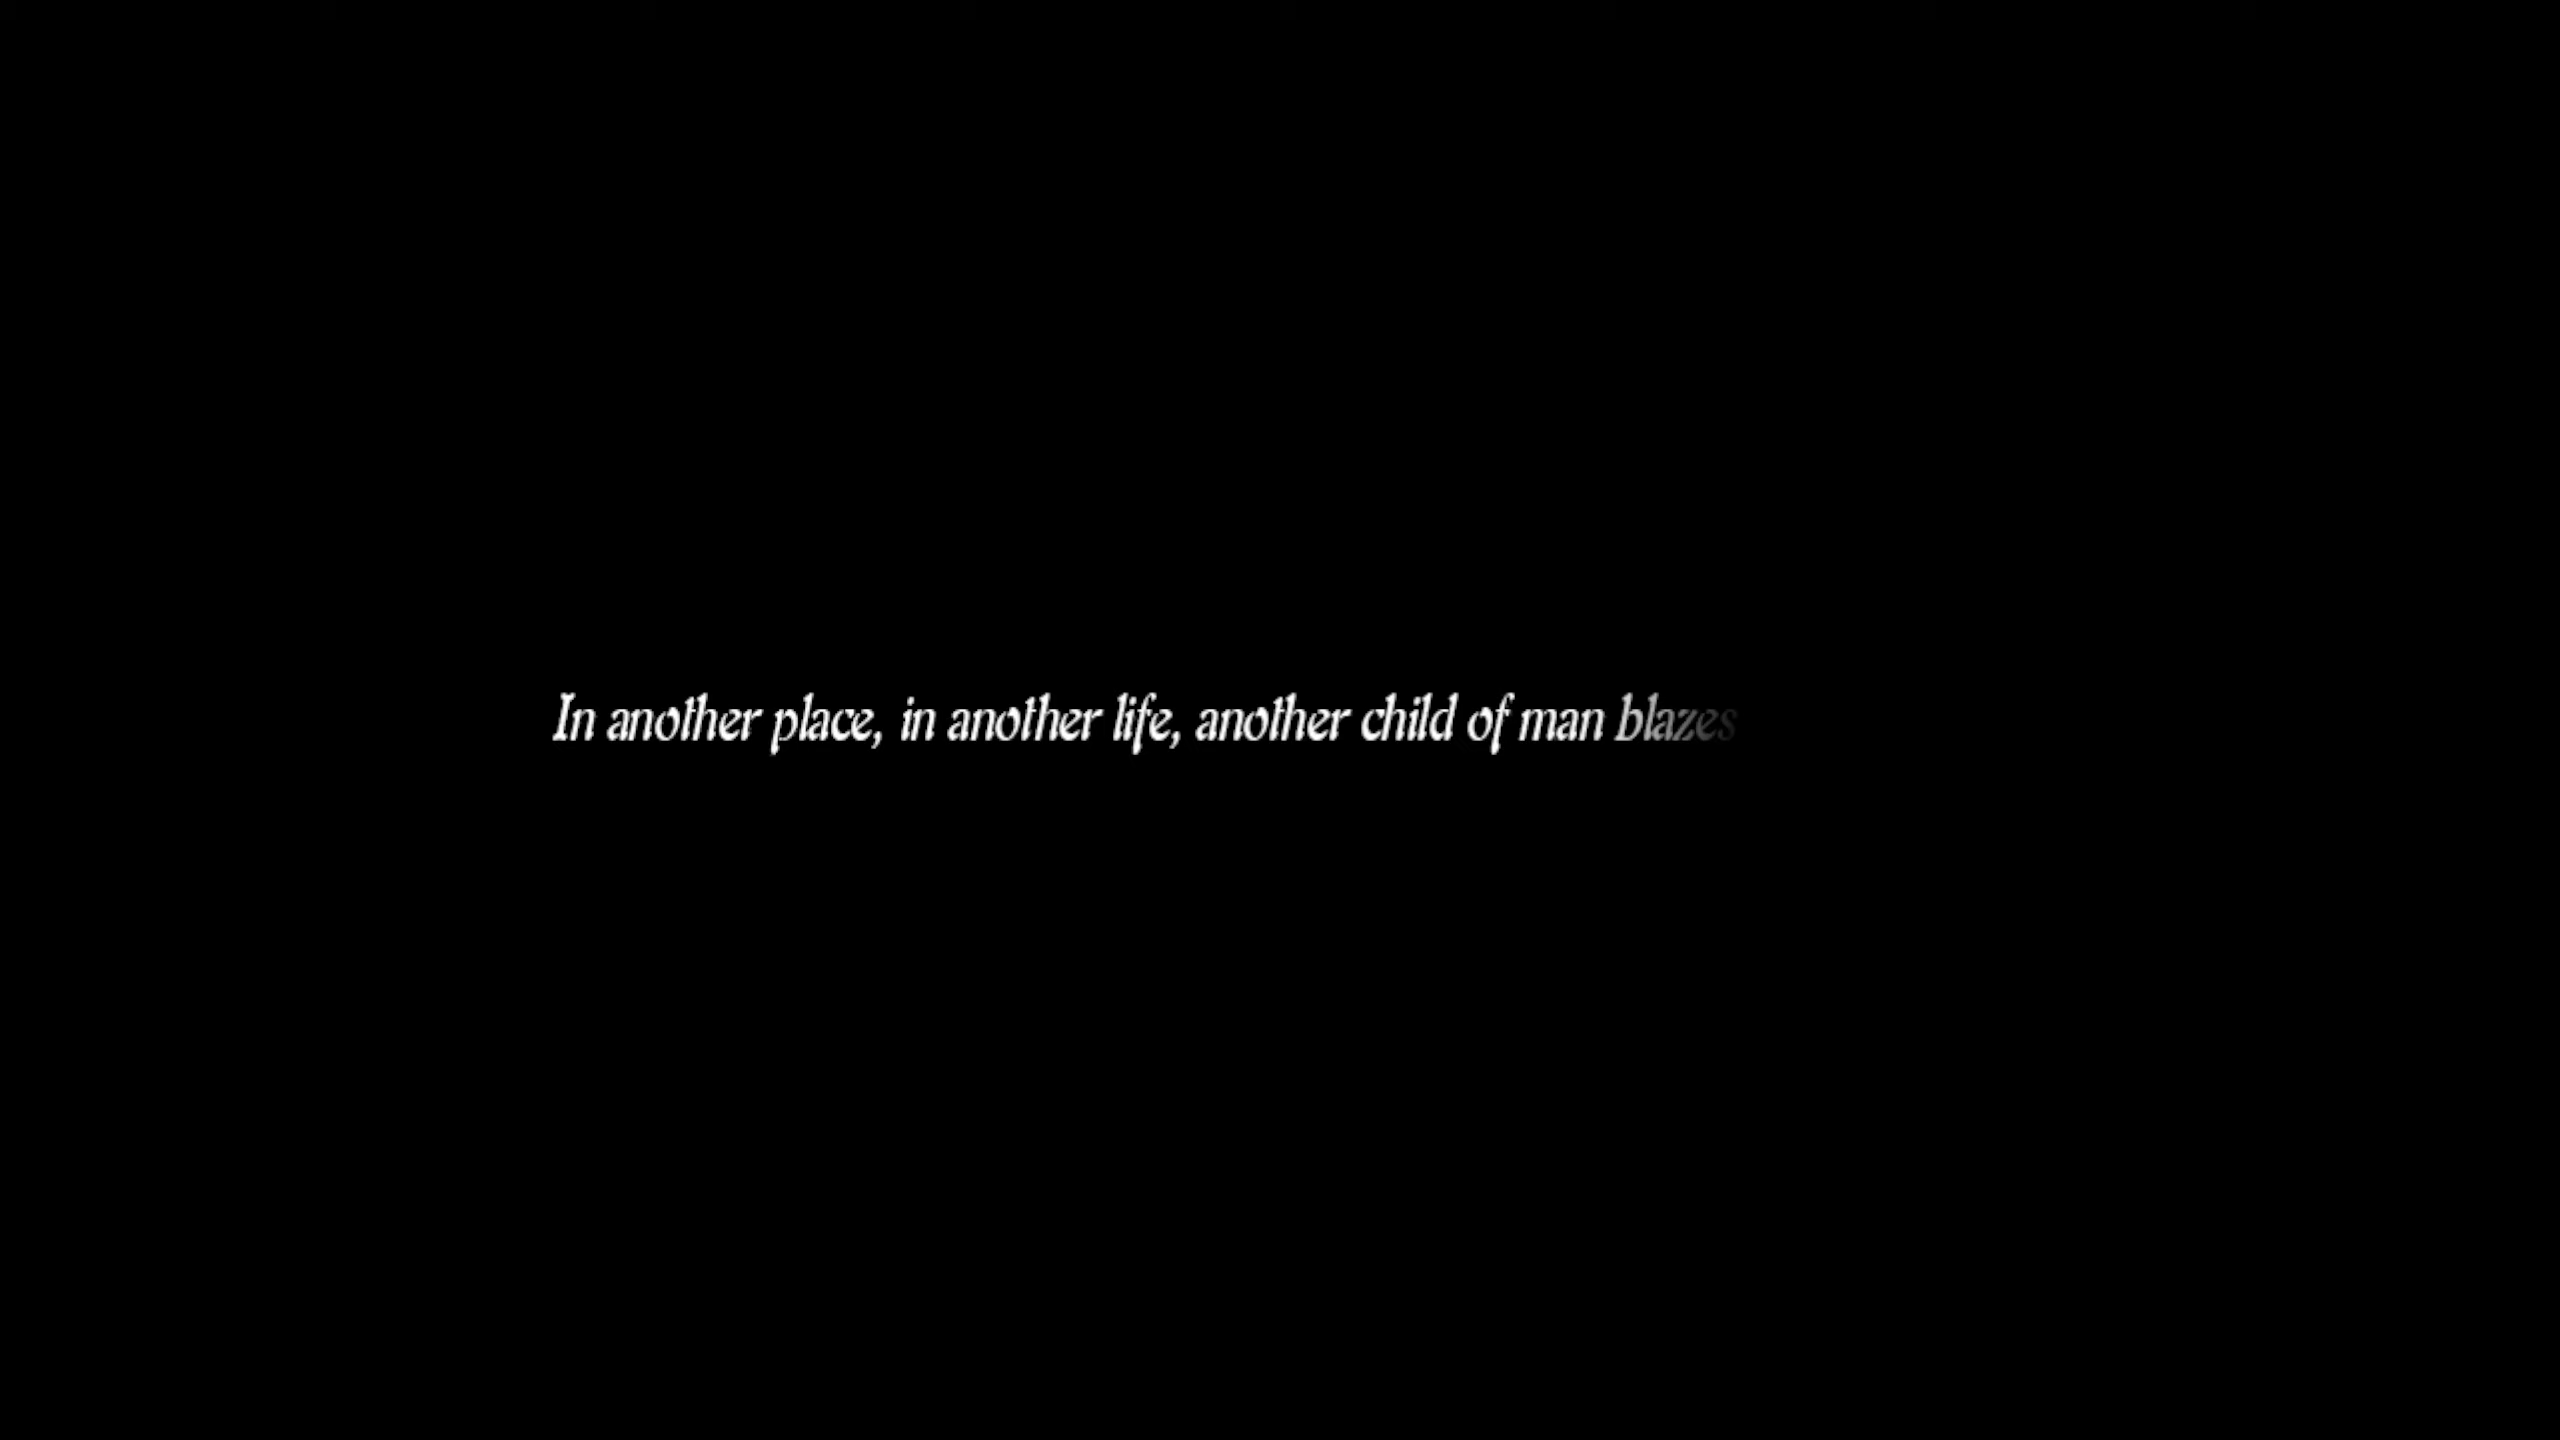 In another place, in another life, another child of man blazes